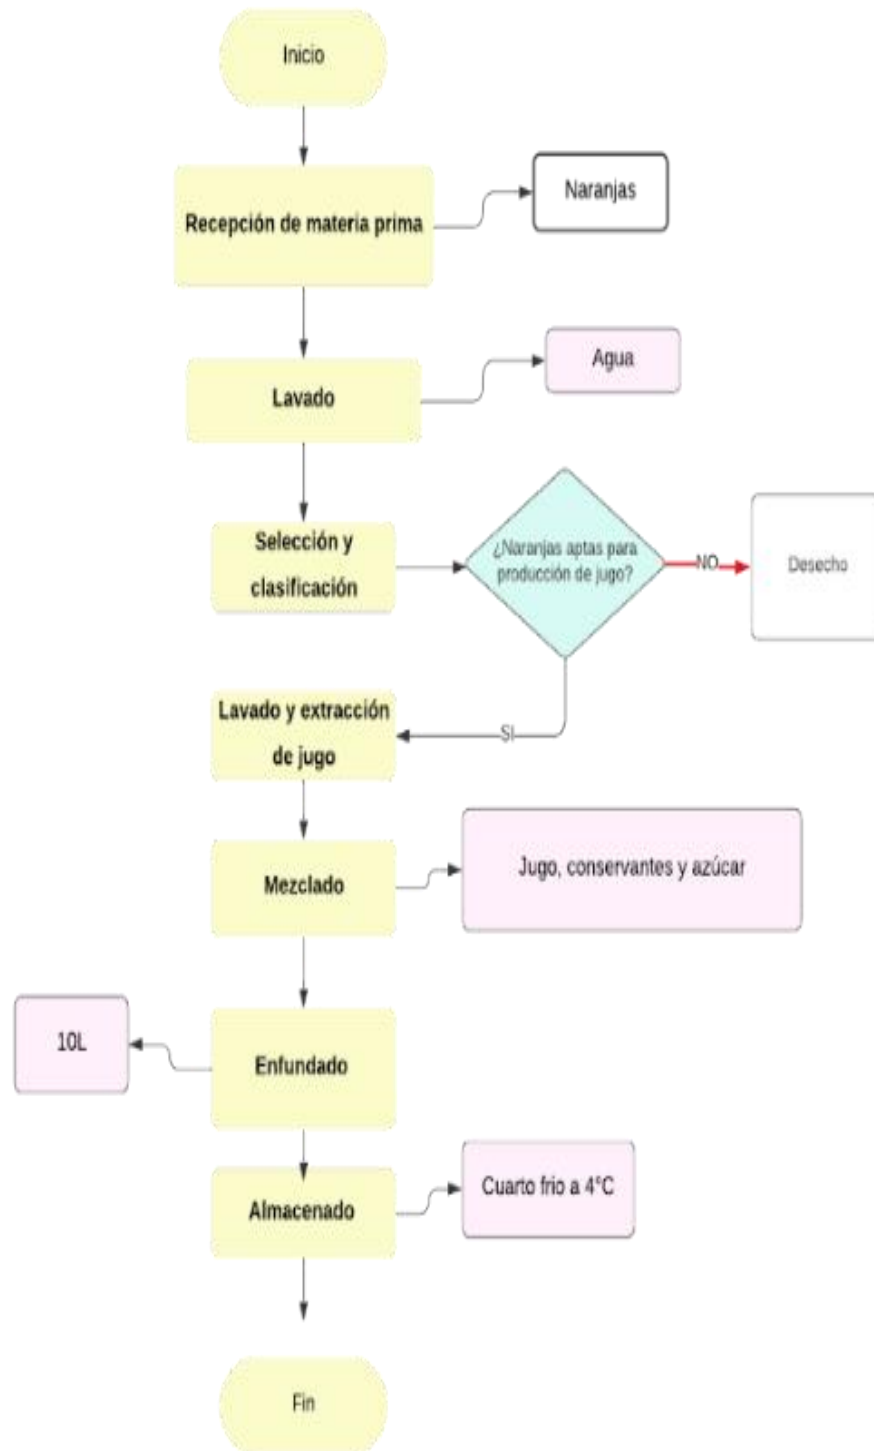 Inicio
Recepción de materia prima
Naranjas
Lavado
Agua
Selección y
clasificación
¿Naranjas aptas para
producción de jugo?
NO
Desecho
SI
Lavado y extracción
de jugo
Mezclado
Jugo, conservantes y azúcar
Enfundado
10L
Almacenado
Cuarto frio a 4°C
Fin